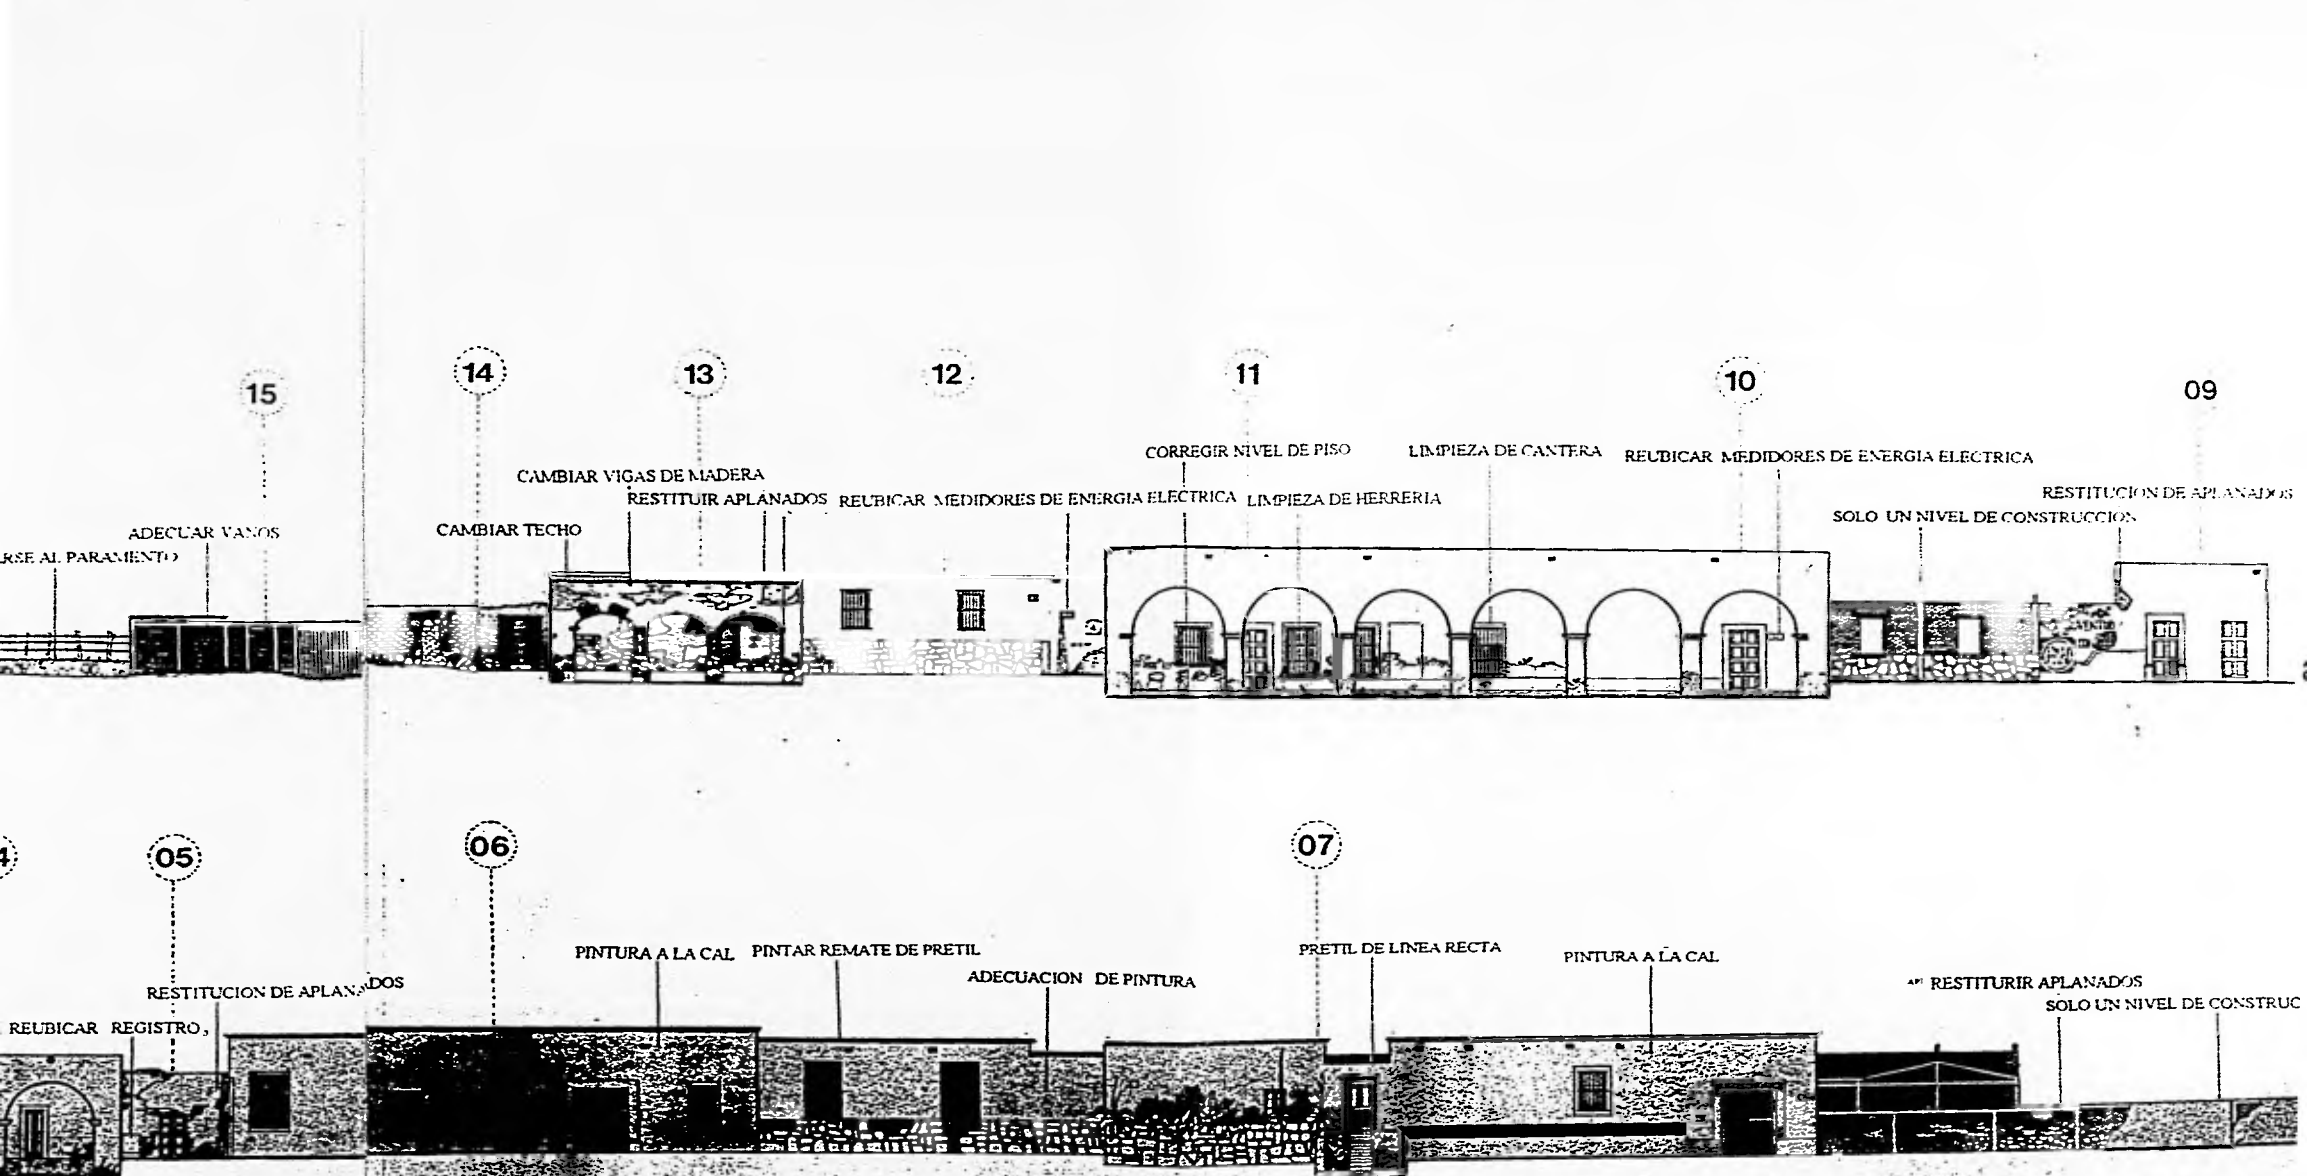 15
14
13
12
11
10
09
CORREGIR NIVEL DE PISO
LIMPIEZA DE CANTERA
REUBICAR MEDIDORES DE ENERGIA ELECTRICA
CAMBIAR VIGAS DE MADERA
RESTITUIR APLANADOS
REUBICAR MEDIDORES DE ENERGIA ELECTRICA
LIMPIEZA DE HERRERIA
RESTITUCION DE APLANADOS
SOLO UN NIVEL DE CONSTRUCCION
ADECUAR VANOS
CAMBIAR TECHO
ARSE AL PARAMENTO
4
05
06
07
PINTURA A LA CAL
PINTAR REMATE DE PRETIL
PRETIL DE LINEA RECTA
PINTURA A LA CAL
ADECUACION DE PINTURA
RESTITUCION DE APLANADOS
RESTITURIR APLANADOS
SOLO UN NIVEL DE CONSTRUC
REUBICAR REGISTRO,